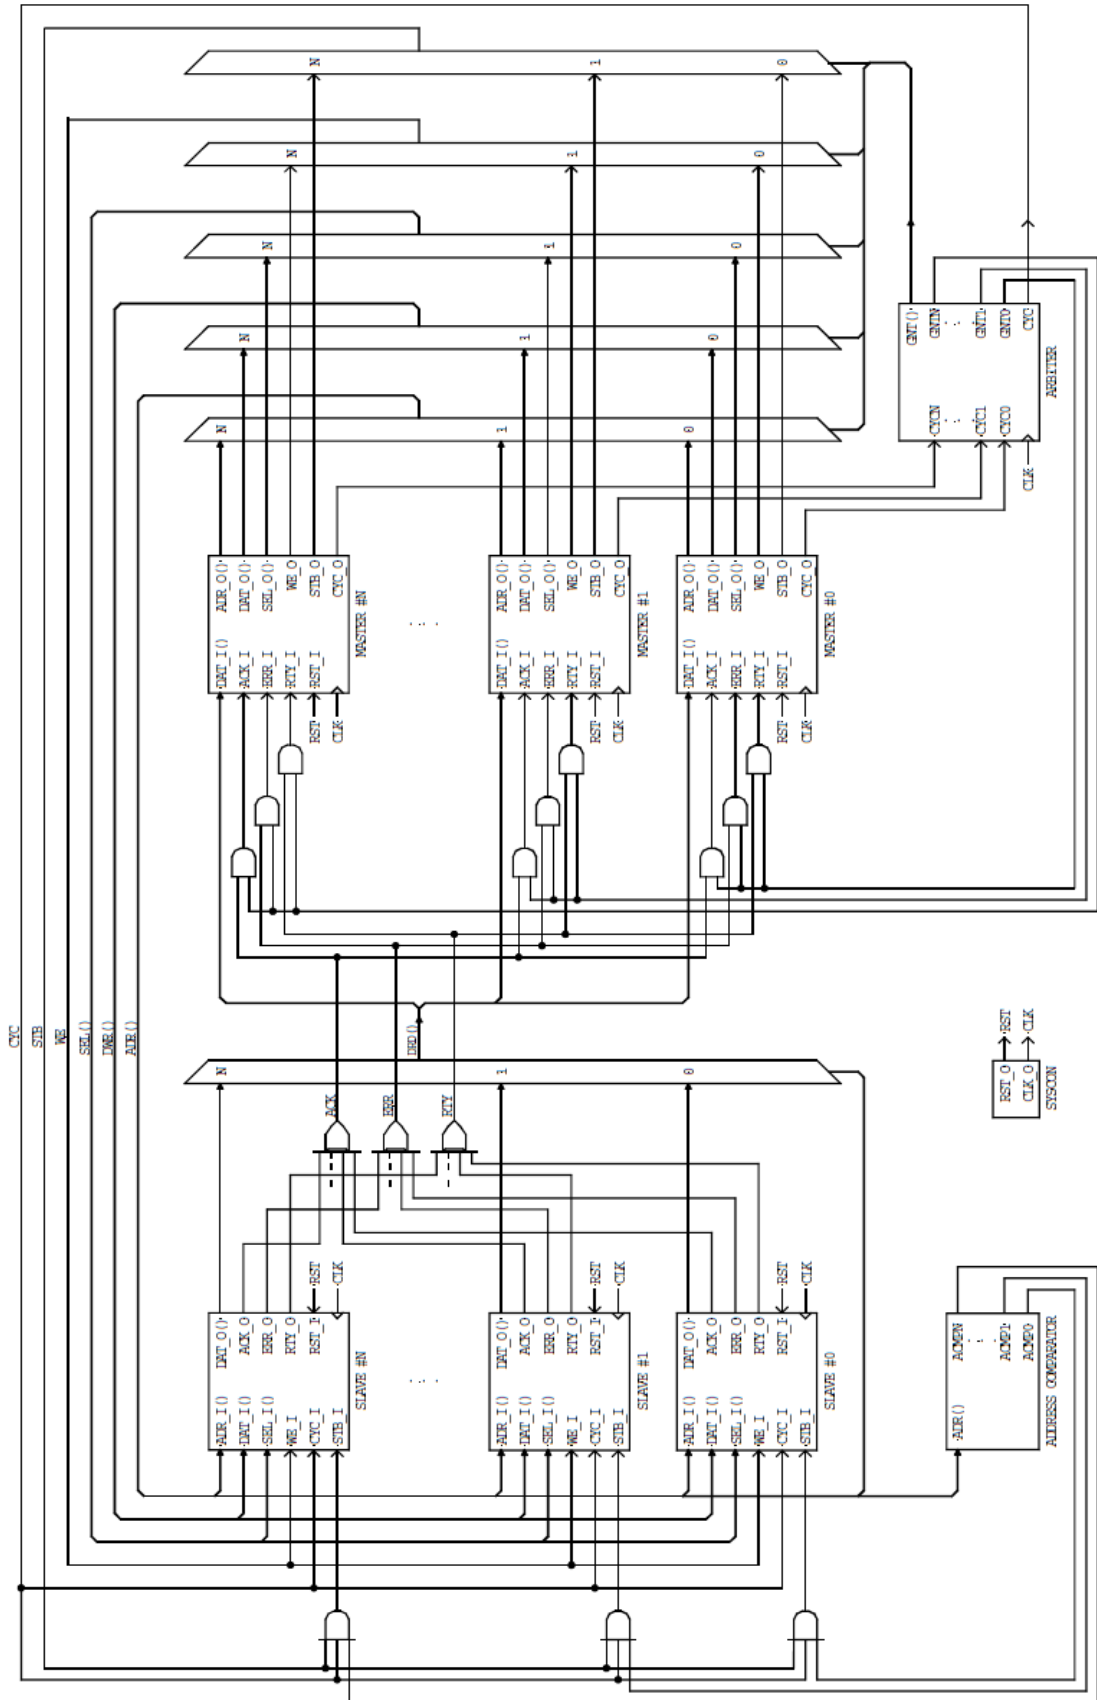 CYC
STB
WE
SEL()
DWR()
ADR()
N
1
0
N
1
0
N
1
0
N
1
0
N
1
0
GNT()
GNTN
GNT1
GNT0
CYC
CYCN
CYC1
CYC0
CLK
ARBITER
ADR_O()
DAT_O()
SEL_O()
WE_O
STB_O
CYC_O
DAT_I()
ACK_I
ERR_I
RTY_I
RST_I
RST
CLK
MASTER #N
ADR_O()
DAT_O()
SEL_O()
WE_O
STB_O
CYC_O
DAT_I()
ACK_I
ERR_I
RTY_I
RST_I
RST
CLK
MASTER #1
ADR_O()
DAT_O()
SEL_O()
WE_O
STB_O
CYC_O
DAT_I()
ACK_I
ERR_I
RTY_I
RST_I
RST
CLK
MASTER #0
DRD()
N
1
0
ACK
ERR
RTY
RST_O
CLK_O
RST
CLK
SYSCON
DAT_O()
ACK_O
ERR_O
RTY_O
RST_I
RST
CLK
ADR_I()
DAT_I()
SEL_I()
WE_I
CYC_I
STB_I
SLAVE #N
DAT_O()
ACK_O
ERR_O
RTY_O
RST_I
RST
CLK
ADR_I()
DAT_I()
SEL_I()
WE_I
CYC_I
STB_I
SLAVE #1
DAT_O()
ACK_O
ERR_O
RTY_O
RST_I
RST
CLK
ADR_I()
DAT_I()
SEL_I()
WE_I
CYC_I
STB_I
SLAVE #0
ACMPN
ACMP1
ACMP0
ADR()
ADDRESS COMPARATOR